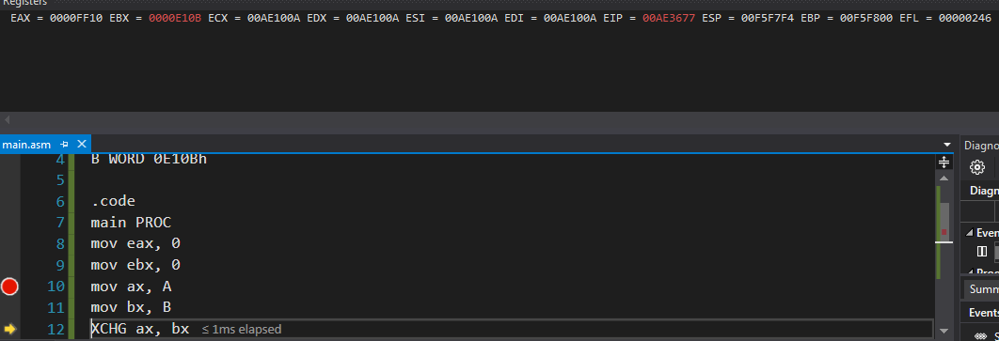 Registers
EAX = 0000FF10 EBX = 0000E10B ECX = 00AE100A EDX = 00AE100A ESI = 00AE100A EDI = 00AE100A EIP = 00AE3677 ESP = 00F5F7F4 EBP = 00F5F800 EFL = 00000246
main.asm
4 B WORD 0E10Bh
5
6 .code
7 main PROC
8 mov eax, 0
9 mov ebx, 0
10 mov ax, A
11 mov bx, B
12 XCHG ax, bx ≤ 1ms elapsed
Diagno
Diagn
Even
Summ
Events